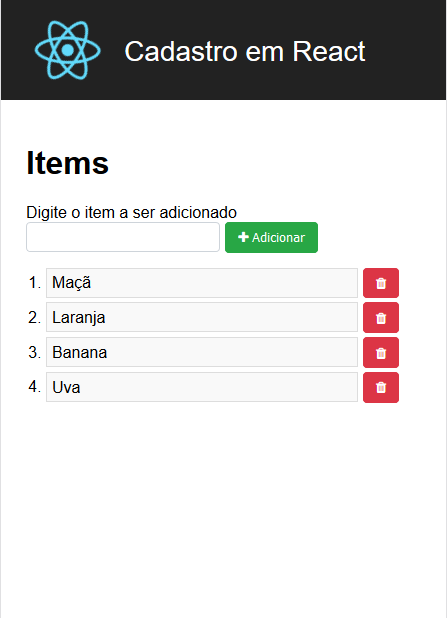 Cadastro em React
Items
Digite o item a ser adicionado
Adicionar
1. Maçã
2. Laranja
3. Banana
4. Uva